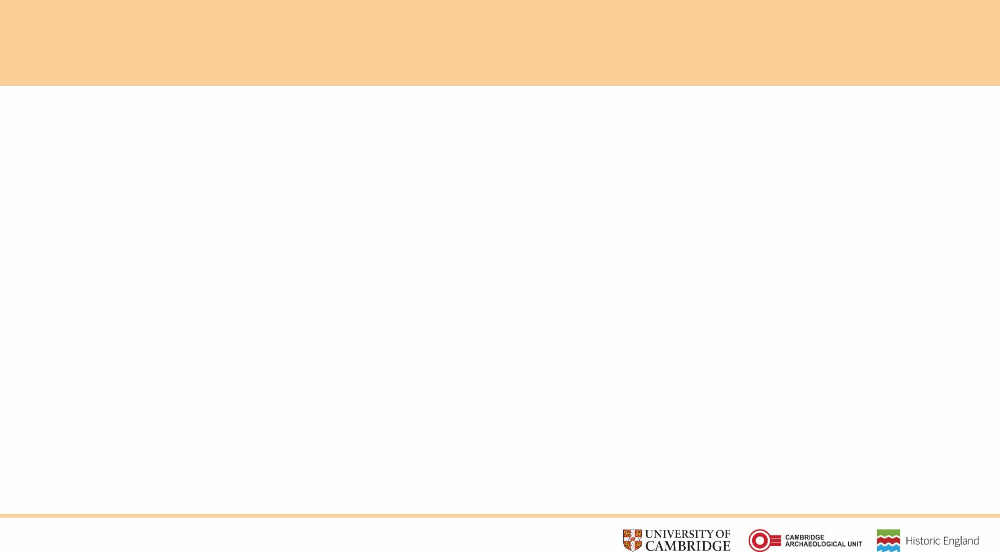 UNIVERSITY OF
CAMBRIDGE
CAMBRIDGE
ARCHAEOLOGICAL UNIT
Historic England